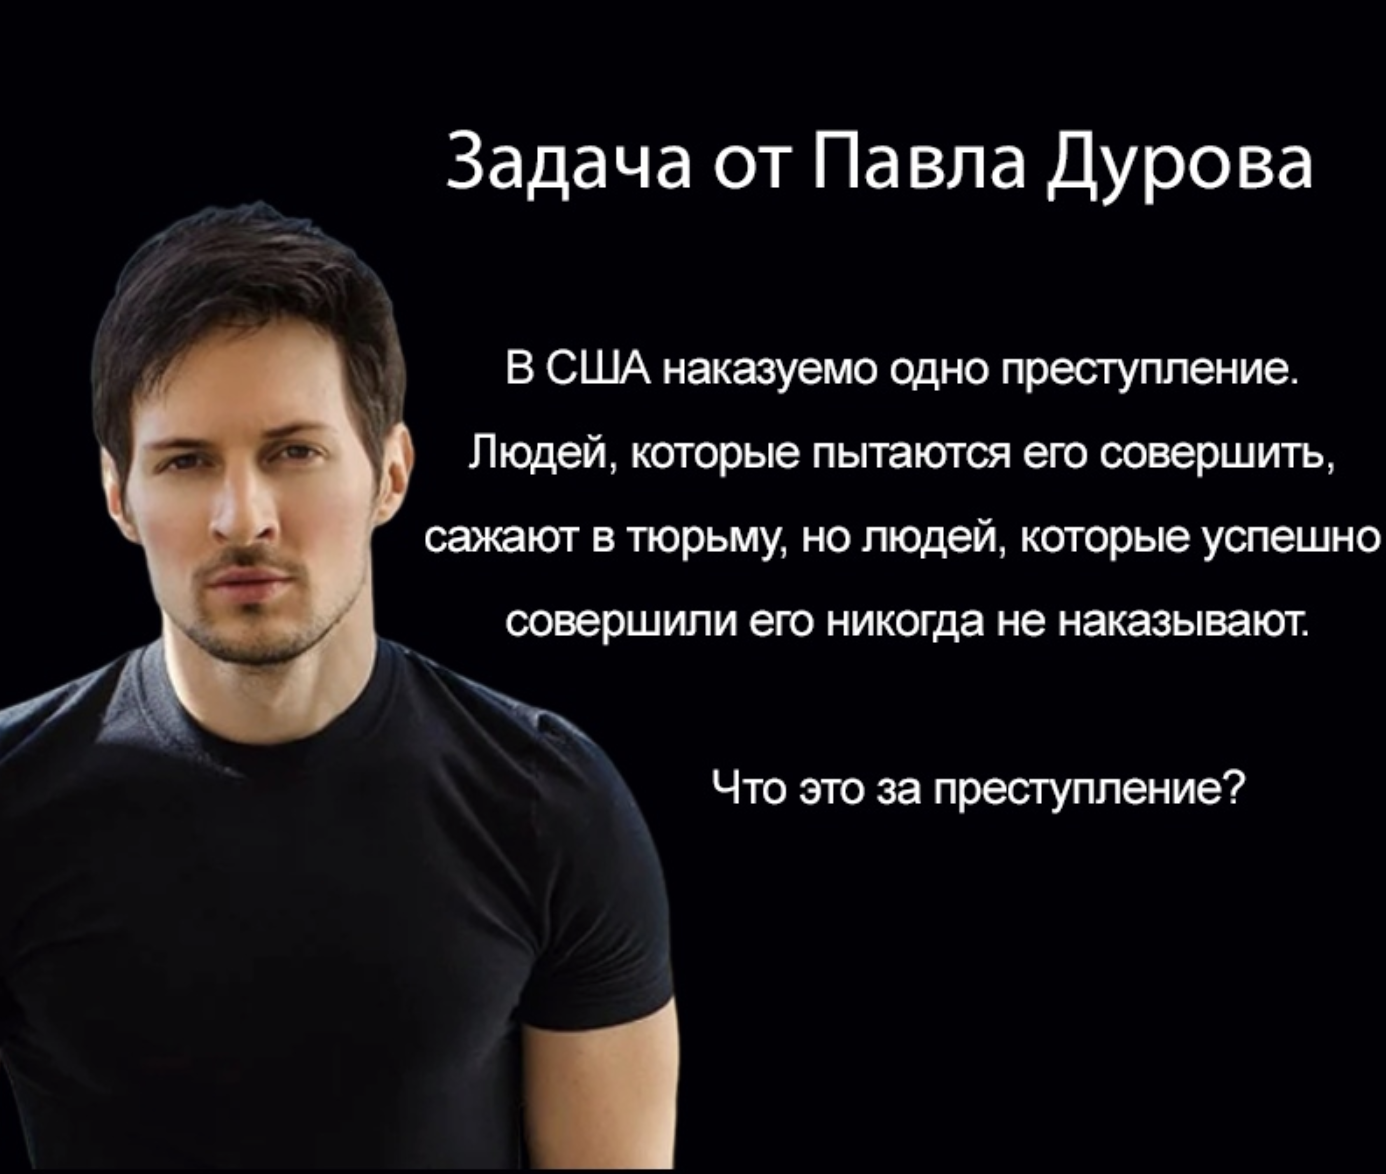 Задача от Павла Дурова
В США наказуемо одно преступление.
Людей, которые пытаются его совершить,
сажают в тюрьму, но людей, которые успешно
совершили его никогда не наказывают.
Что это за преступление?